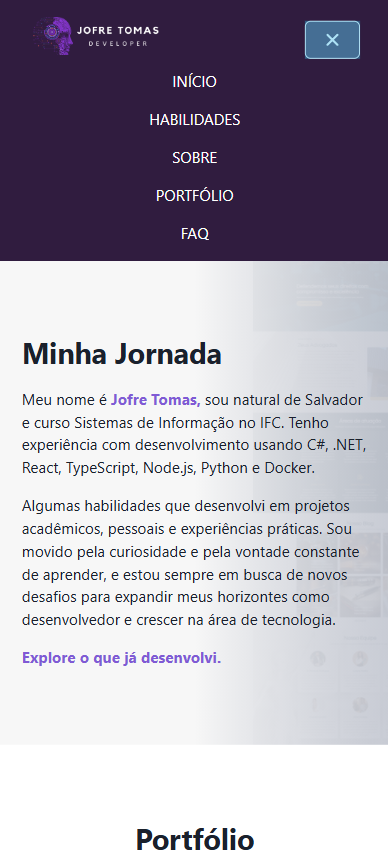 JOFRE TOMAS
DEVELOPER
INÍCIO
HABILIDADES
SOBRE
PORTFÓLIO
FAQ
Minha Jornada
Meu nome é Jofre Tomas, sou natural de Salvador
e curso Sistemas de Informação no IFC. Tenho
experiência com desenvolvimento usando C#, .NET,
React, TypeScript, Node.js, Python e Docker.
Algumas habilidades que desenvolvi em projetos
acadêmicos, pessoais e experiências práticas. Sou
movido pela curiosidade e pela vontade constante
de aprender, e estou sempre em busca de novos
desafios para expandir meus horizontes como
desenvolvedor e crescer na área de tecnologia.
Explore o que já desenvolvi.
Portfólio